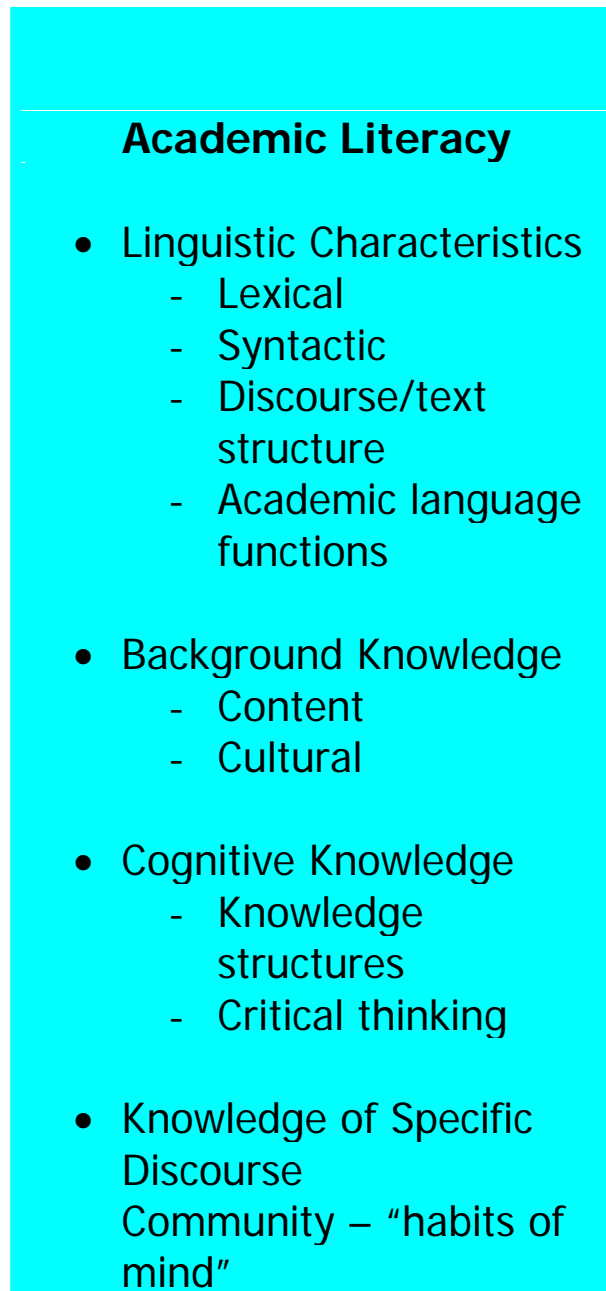 Academic Literacy
• Linguistic Characteristics
- Lexical
- Syntactic
- Discourse/text
structure
- Academic language
functions
• Background Knowledge
- Content
- Cultural
• Cognitive Knowledge
- Knowledge
structures
- Critical thinking
• Knowledge of Specific
Discourse
Community – “habits of
mind”